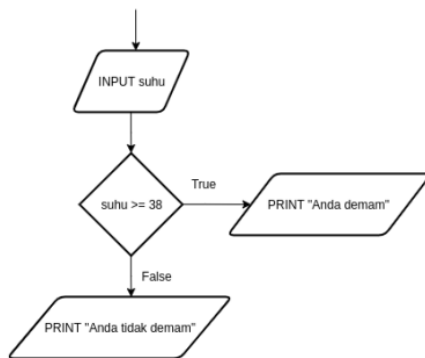 INPUT suhu
suhu >= 38
True
PRINT "Anda demam"
False
PRINT "Anda tidak demam"